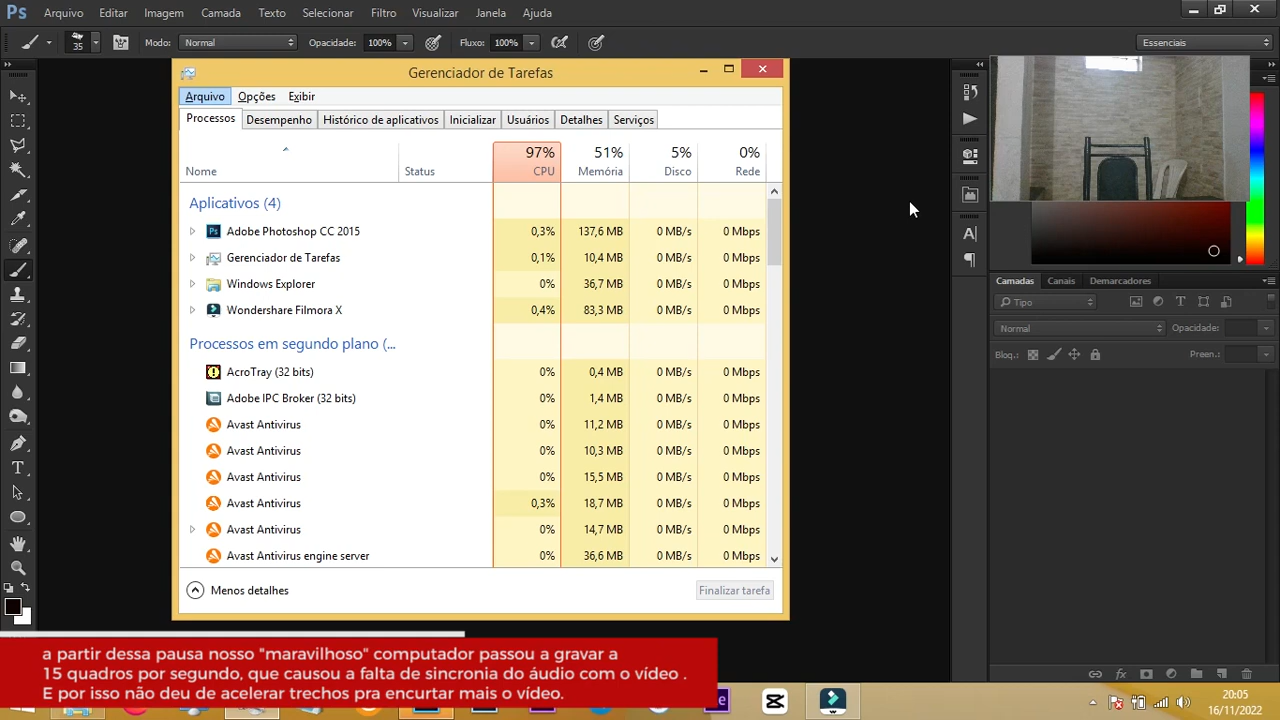 Ps Arquivo Editar Imagem Camada Texto Selecionar Filtro Visualizar Janela Ajuda
35 Modo: Normal Opacidade: 100% Fluxo: 100% Essenciais
Gerenciador de Tarefas
Arquivo Opções Exibir
Processos Desempenho Histórico de aplicativos Inicializar Usuários Detalhes Serviços
97% 51% 5% 0%
Nome Status CPU Memória Disco Rede
Aplicativos (4)
Adobe Photoshop CC 2015 0,3% 137,6 MB 0 MB/s 0 Mbps
Gerenciador de Tarefas 0,1% 10,4 MB 0 MB/s 0 Mbps
Windows Explorer 0% 36,7 MB 0 MB/s 0 Mbps
Wondershare Filmora X 0,4% 83,3 MB 0 MB/s 0 Mbps
Processos em segundo plano (...
AcroTray (32 bits) 0% 0,4 MB 0 MB/s 0 Mbps
Adobe IPC Broker (32 bits) 0% 1,4 MB 0 MB/s 0 Mbps
Avast Antivirus 0% 11,2 MB 0 MB/s 0 Mbps
Avast Antivirus 0% 10,3 MB 0 MB/s 0 Mbps
Avast Antivirus 0% 15,5 MB 0 MB/s 0 Mbps
Avast Antivirus 0,3% 18,7 MB 0 MB/s 0 Mbps
Avast Antivirus 0% 14,7 MB 0 MB/s 0 Mbps
Avast Antivirus engine server 0% 36,6 MB 0 MB/s 0 Mbps
Menos detalhes Finalizar tarefa
Camadas Canais Demarcadores
Tipo
Normal Opacidade:
Bloq.: Preen.:
a partir dessa pausa nosso "maravilhoso" computador passou a gravar a
15 quadros por segundo, que causou a falta de sincronia do áudio com o vídeo .
E por isso não deu de acelerar trechos pra encurtar mais o vídeo.
20:05
16/11/2022